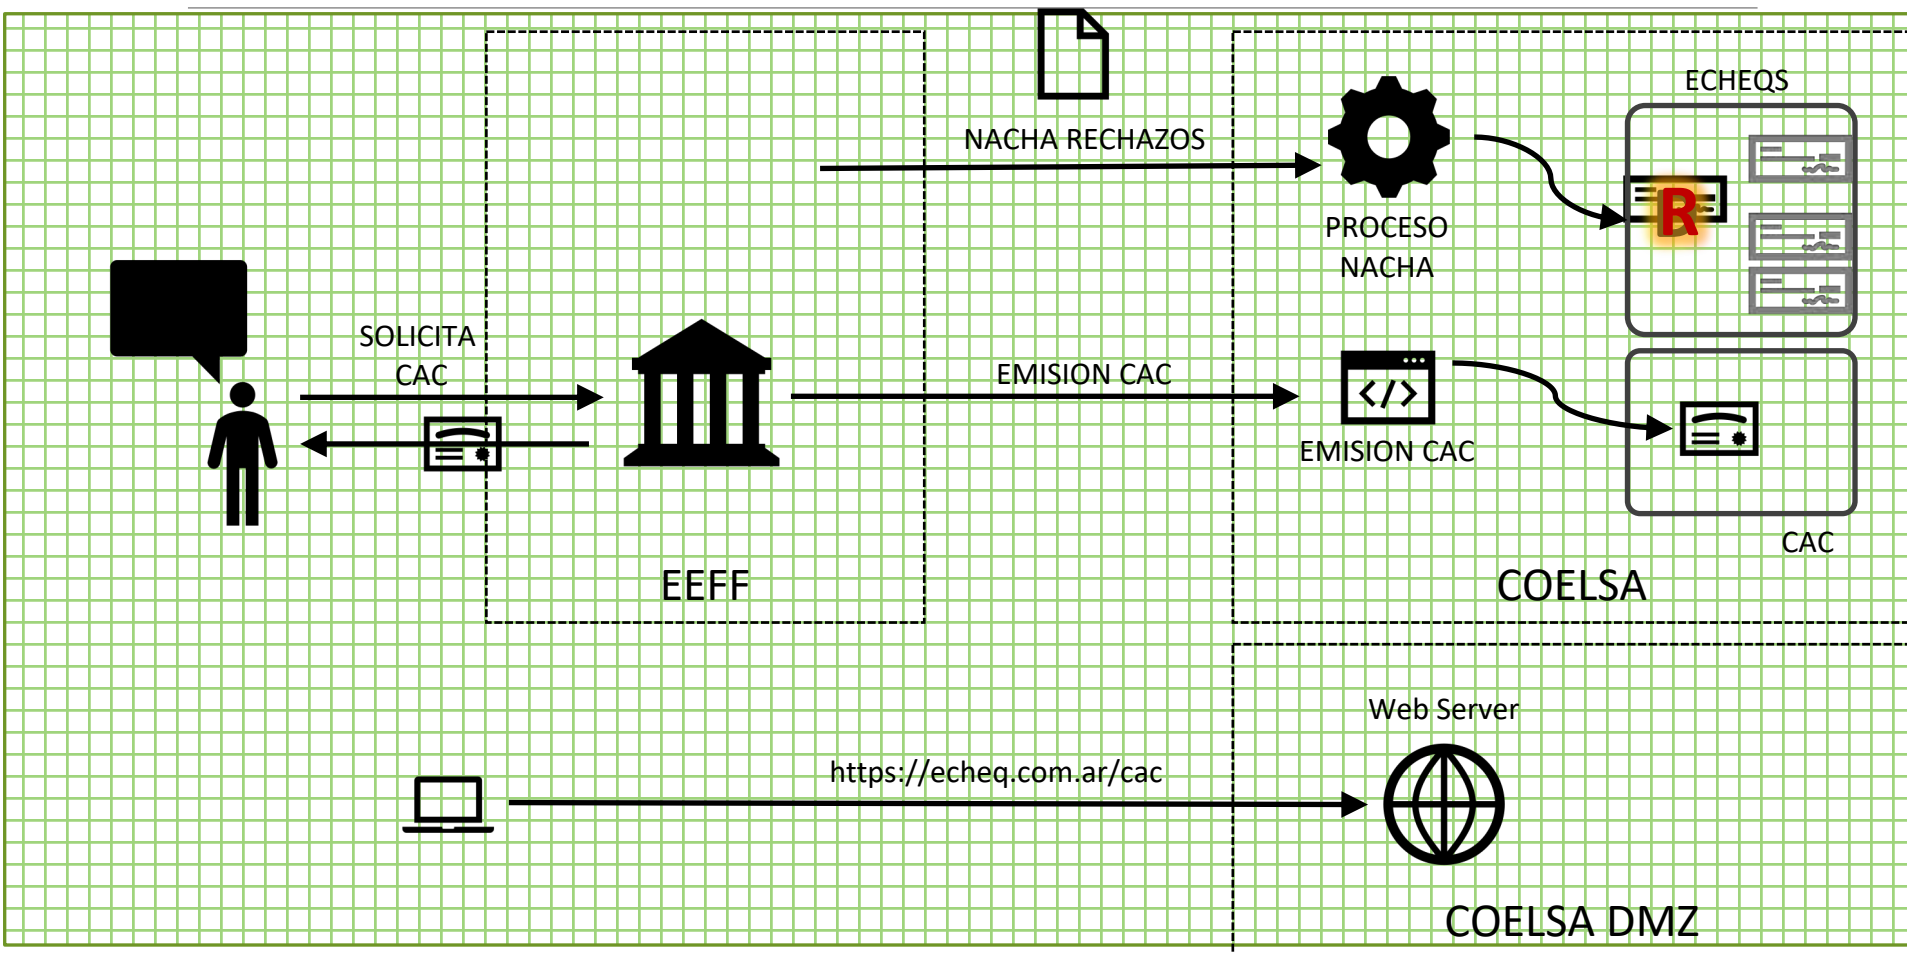 ECHEQS
NACHA RECHAZOS
R
PROCESO
NACHA
SOLICITA
CAC
EMISION CAC
</>
EMISION CAC
CAC
EEFF
COELSA
Web Server
https://echeq.com.ar/cac
COELSA DMZ